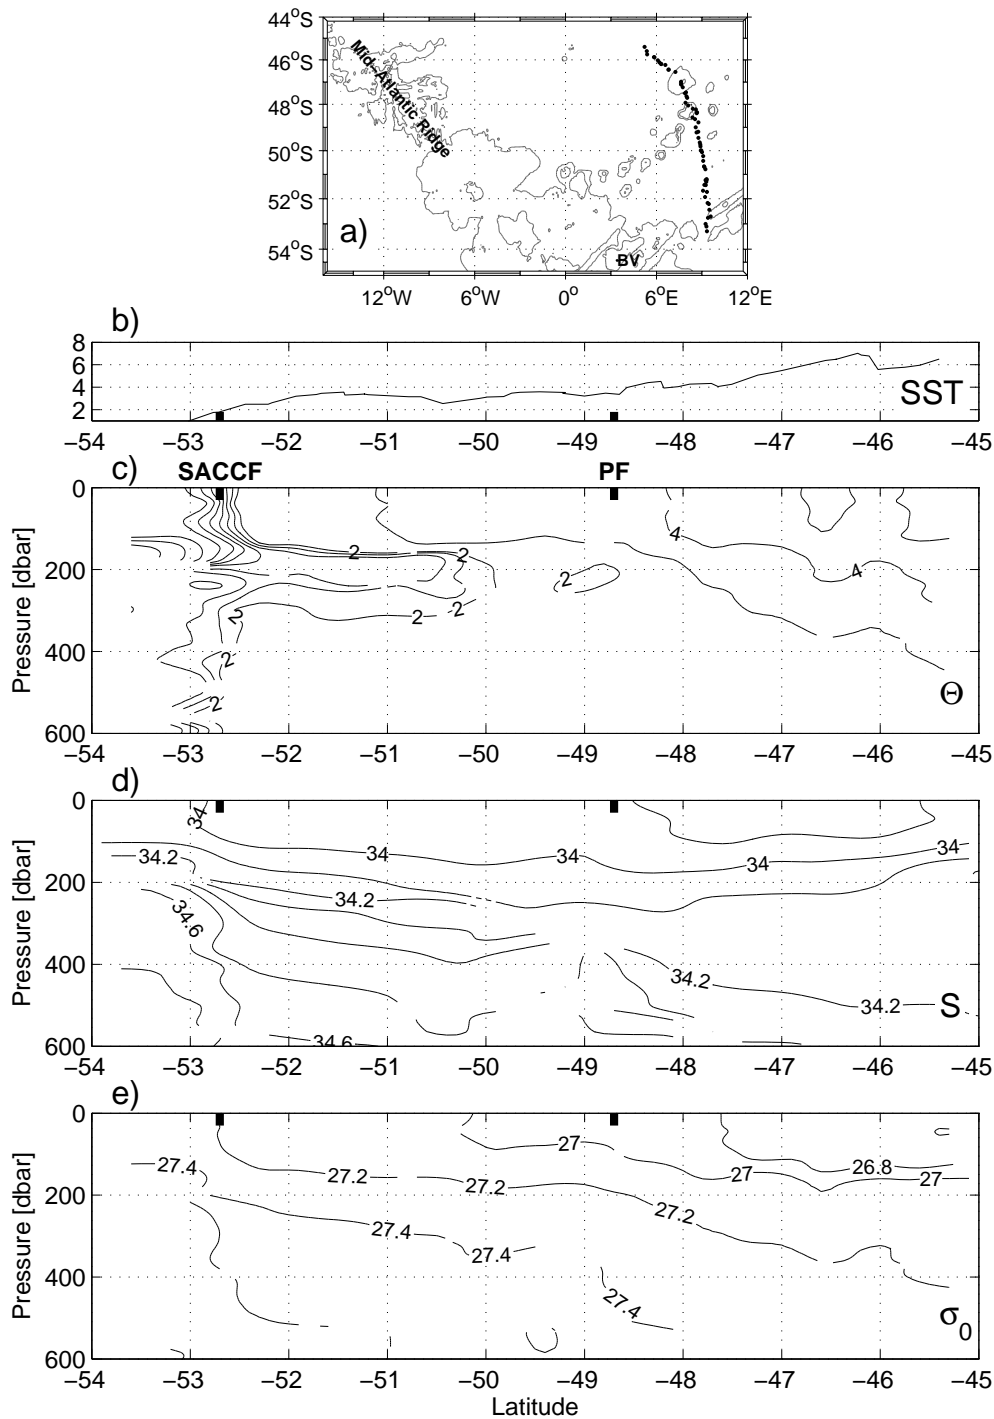 44°S
46°S
48°S
50°S
52°S
54°S
Mid−Atlantic Ridge
a)
BV
12°W 6°W 0° 6°E 12°E
b)
8
6
4
2
SST
−54 −53 −52 −51 −50 −49 −48 −47 −46 −45
c) SACCF PF
0
200
400
600
Pressure [dbar]
4
2
2
2
4
2
2
2
2
2
Θ
−54 −53 −52 −51 −50 −49 −48 −47 −46 −45
d)
0
200
400
600
Pressure [dbar]
34
34
34
34
34
34.2
34.2
34.6
34.2
34.2
34.6
S
−54 −53 −52 −51 −50 −49 −48 −47 −46 −45
e)
0
200
400
600
Pressure [dbar]
27
27.4
27.2
27
26.8
27
27.2
27.2
27.4
27.4
27.4
σ0
−54 −53 −52 −51 −50 −49 −48 −47 −46 −45
Latitude